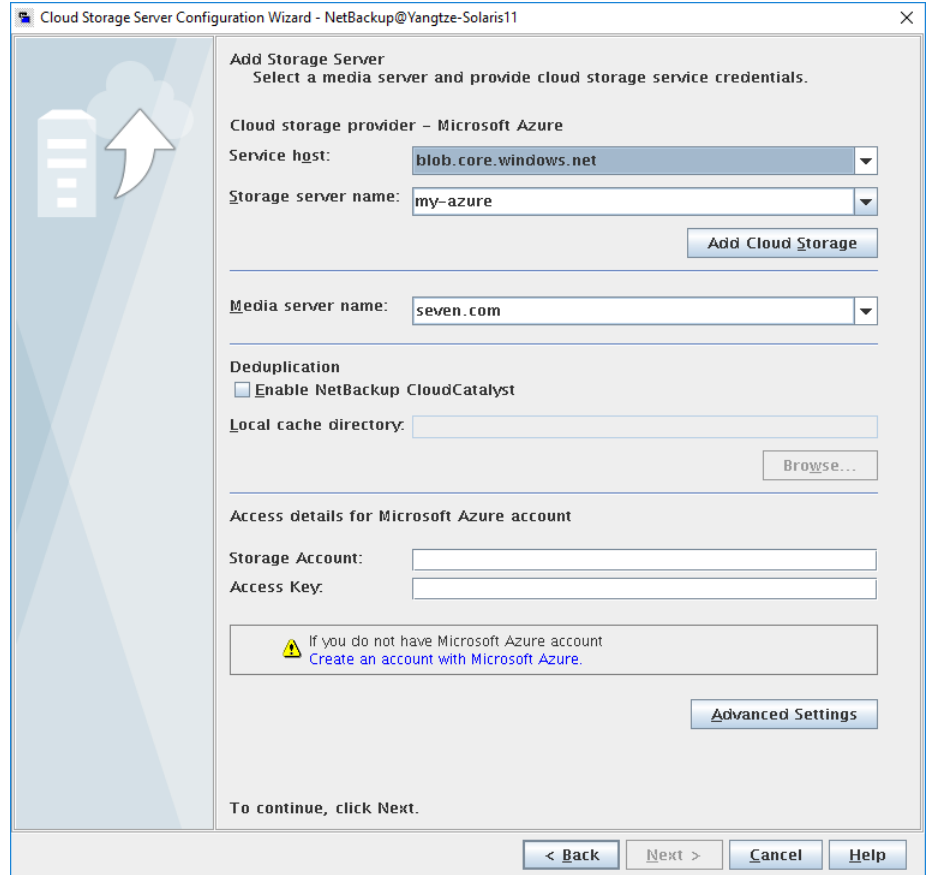 Cloud Storage Server Configuration Wizard - NetBackup@Yangtze-Solaris11
Add Storage Server
Select a media server and provide cloud storage service credentials.
Cloud storage provider – Microsoft Azure
Service host: blob.core.windows.net
Storage server name: my-azure
Add Cloud Storage
Media server name: seven.com
Deduplication
Enable NetBackup CloudCatalyst
Local cache directory:
Browse...
Access details for Microsoft Azure account
Storage Account:
Access Key:
If you do not have Microsoft Azure account
Create an account with Microsoft Azure.
Advanced Settings
To continue, click Next.
< Back Next > Cancel Help